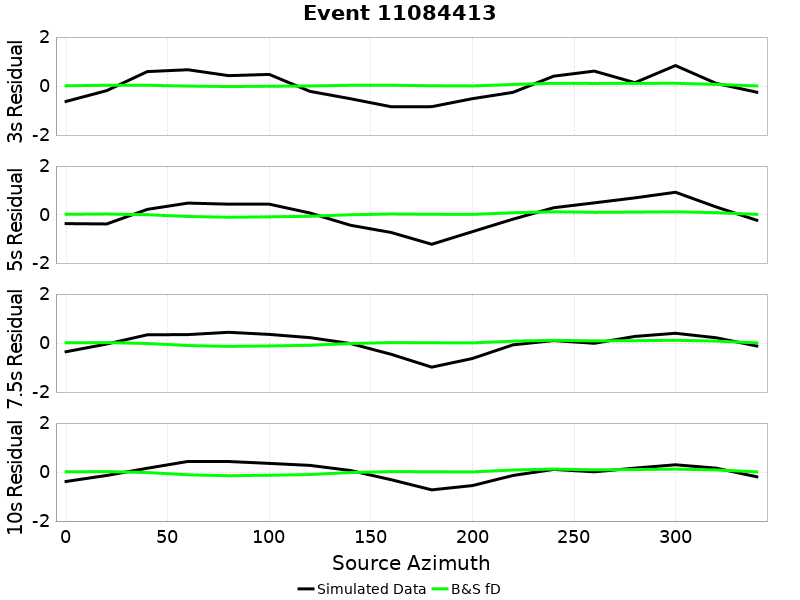 Event 11084413
3s Residual
2
0
-2
5s Residual
2
0
-2
7.5s Residual
2
0
-2
10s Residual
2
0
-2
0 50 100 150 200 250 300
Source Azimuth
Simulated Data B&S fD